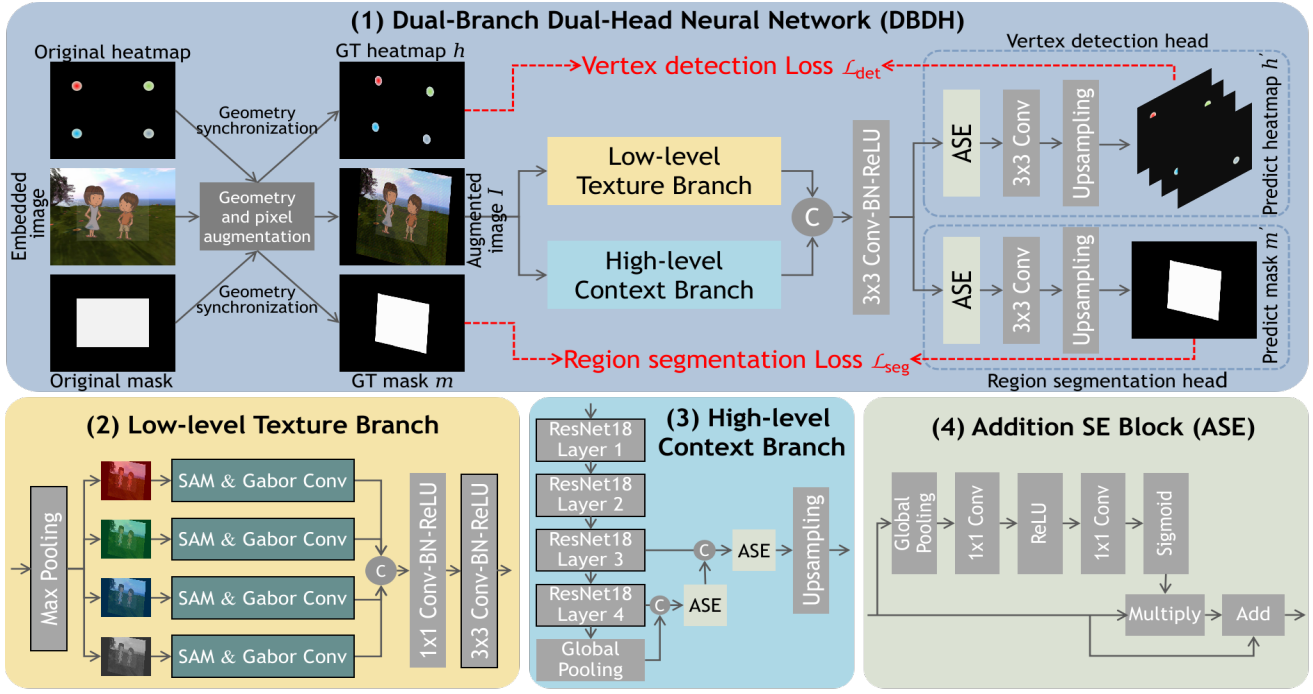 (1) Dual-Branch Dual-Head Neural Network (DBDH)
Original heatmap
GT heatmap h
Vertex detection head
Vertex detection Loss ℒdet
Geometry
synchronization
ASE
3x3 Conv
Upsampling
Predict heatmap h′
Embedded
image
Geometry
and pixel
augmentation
Augmented
image I
Low-level
Texture Branch
High-level
Context Branch
C
3x3 Conv-BN-ReLU
Geometry
synchronization
ASE
3x3 Conv
Upsampling
Predict mask m′
Region segmentation Loss ℒseg
Original mask
GT mask m
Region segmentation head
(2) Low-level Texture Branch
Max Pooling
SAM & Gabor Conv
SAM & Gabor Conv
SAM & Gabor Conv
SAM & Gabor Conv
C
1x1 Conv-BN-ReLU
3x3 Conv-BN-ReLU
(3) High-level
Context Branch
ResNet18
Layer 1
ResNet18
Layer 2
ResNet18
Layer 3
ResNet18
Layer 4
Global
Pooling
C
ASE
C
ASE
Upsampling
(4) Addition SE Block (ASE)
Global
Pooling
1x1 Conv
ReLU
1x1 Conv
Sigmoid
Multiply
Add